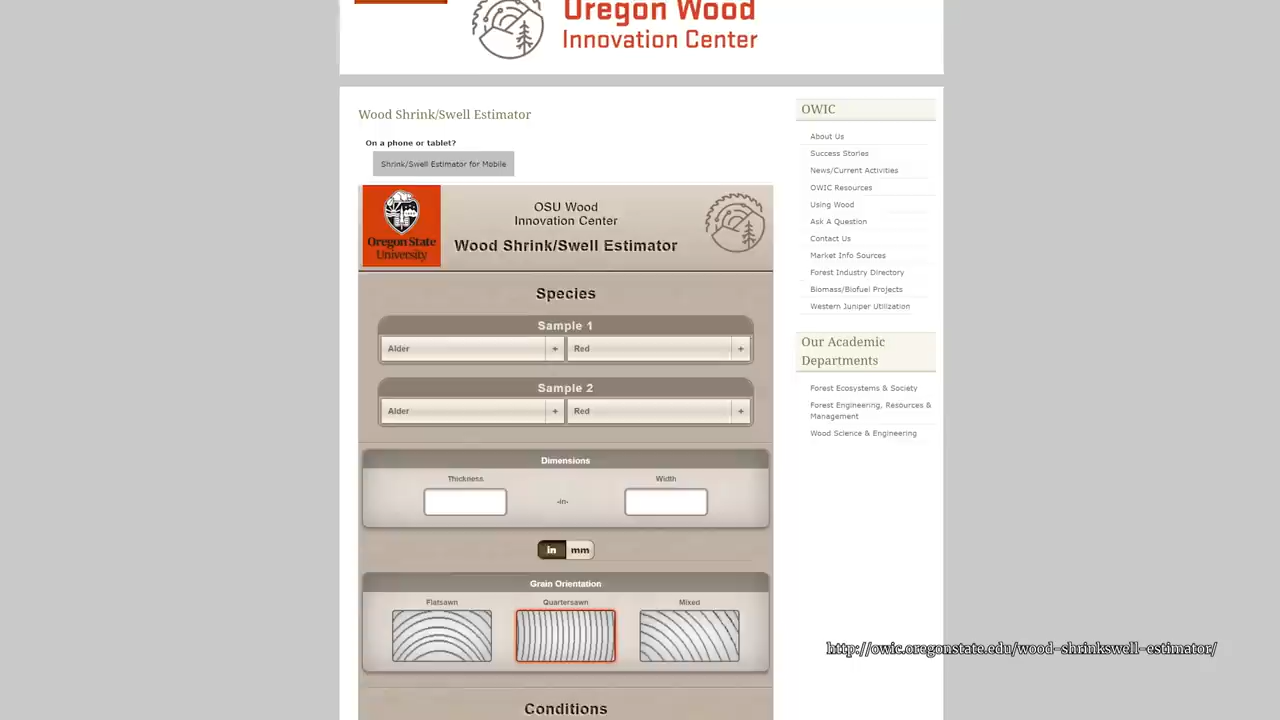 Oregon Wood
Innovation Center
Wood Shrink/Swell Estimator
On a phone or tablet?
Shrink/Swell Estimator for Mobile
Oregon State
University
OSU Wood
Innovation Center
Wood Shrink/Swell Estimator
Species
Sample 1
Alder + Red +
Sample 2
Alder + Red +
Dimensions
Thickness Width
-in-
in mm
Grain Orientation
Flatsawn Quartersawn Mixed
Conditions
OWIC
About Us
Success Stories
News/Current Activities
OWIC Resources
Using Wood
Ask A Question
Contact Us
Market Info Sources
Forest Industry Directory
Biomass/Biofuel Projects
Western Juniper Utilization
Our Academic
Departments
Forest Ecosystems & Society
Forest Engineering, Resources &
Management
Wood Science & Engineering
http://owic.oregonstate.edu/wood-shrinkswell-estimator/